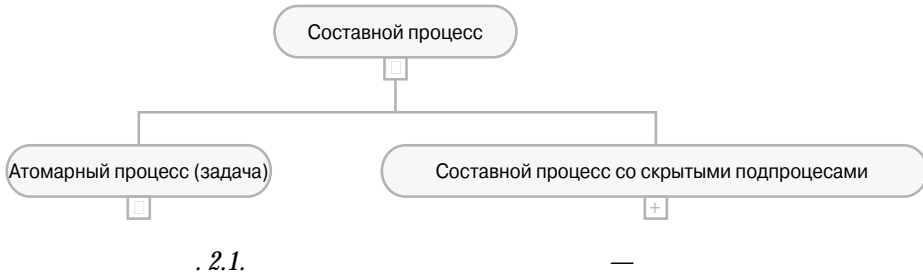 Составной процесс
Атомарный процесс (задача)
Составной процесс со скрытыми подпроцесами
+
. 2.1. —